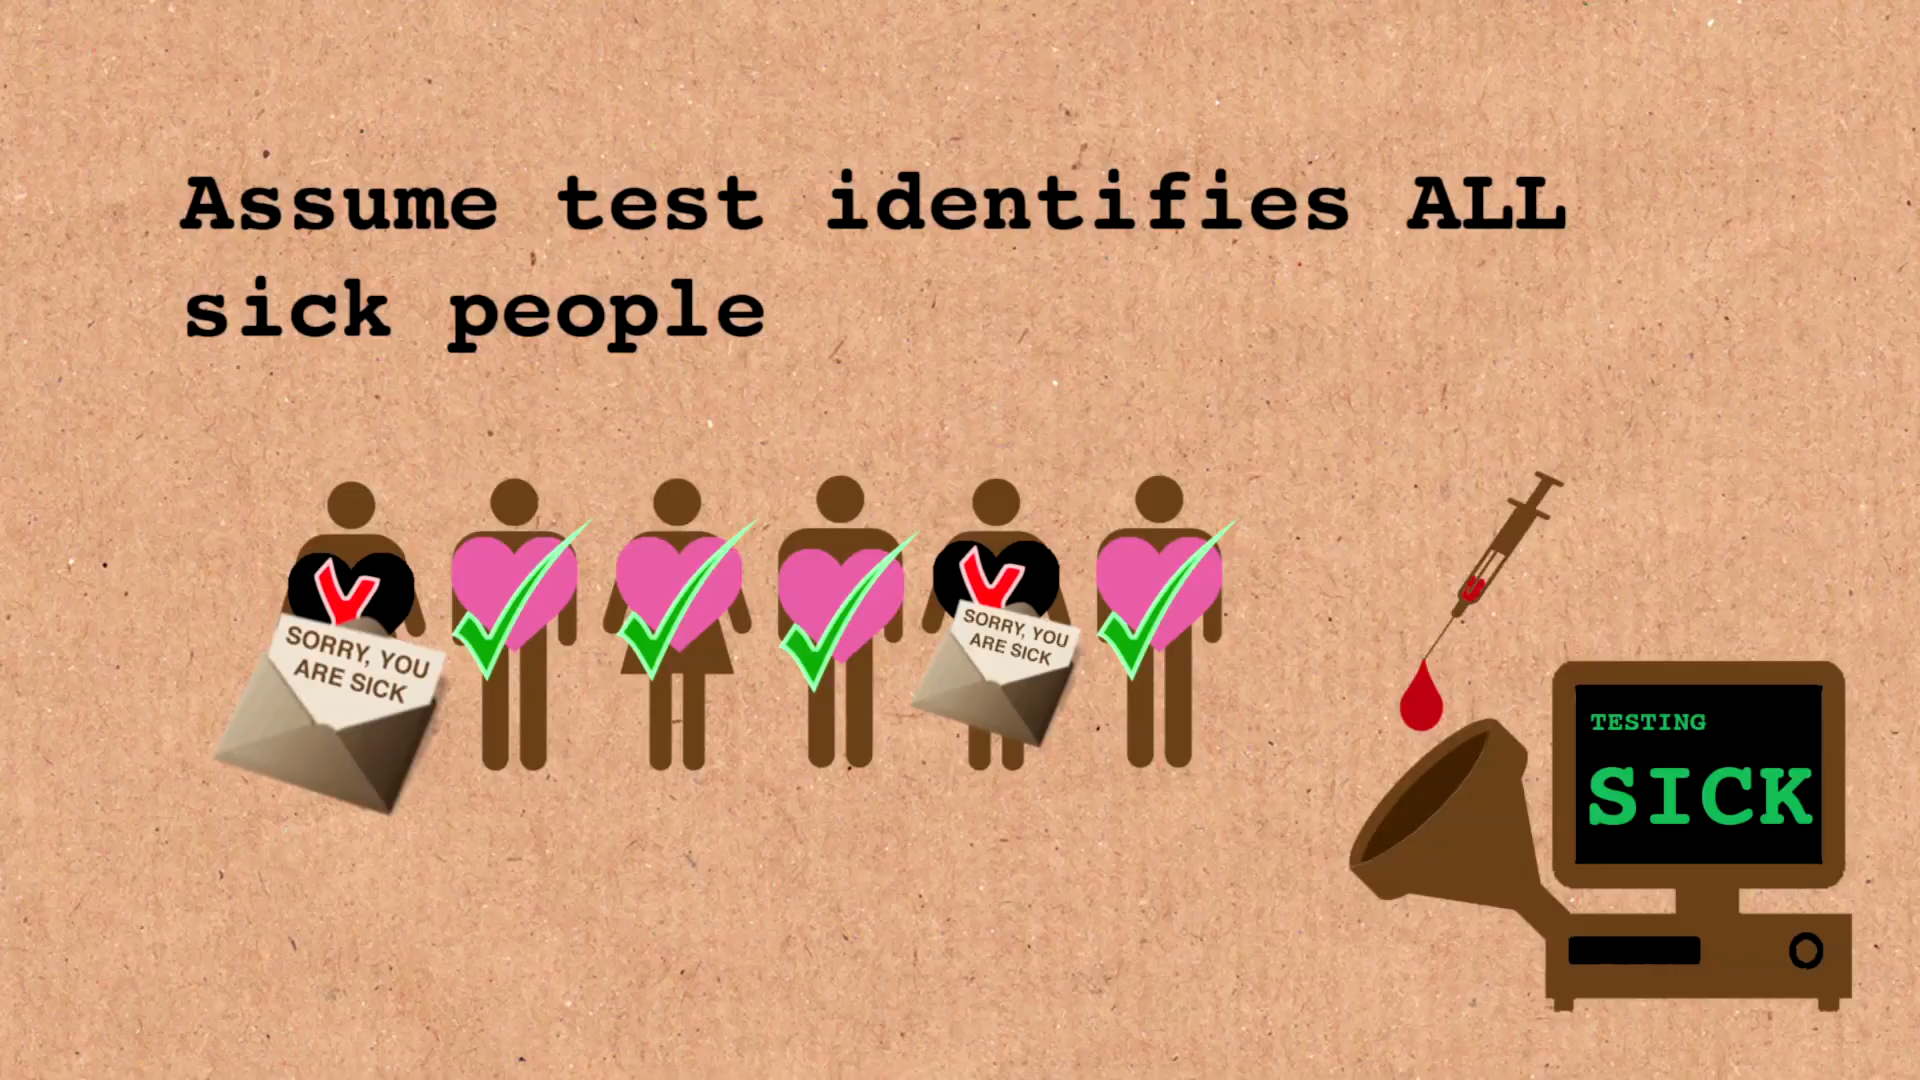 Assume test identifies ALL
sick people
SORRY, YOU
ARE SICK
SORRY, YOU
ARE SICK
TESTING
SICK